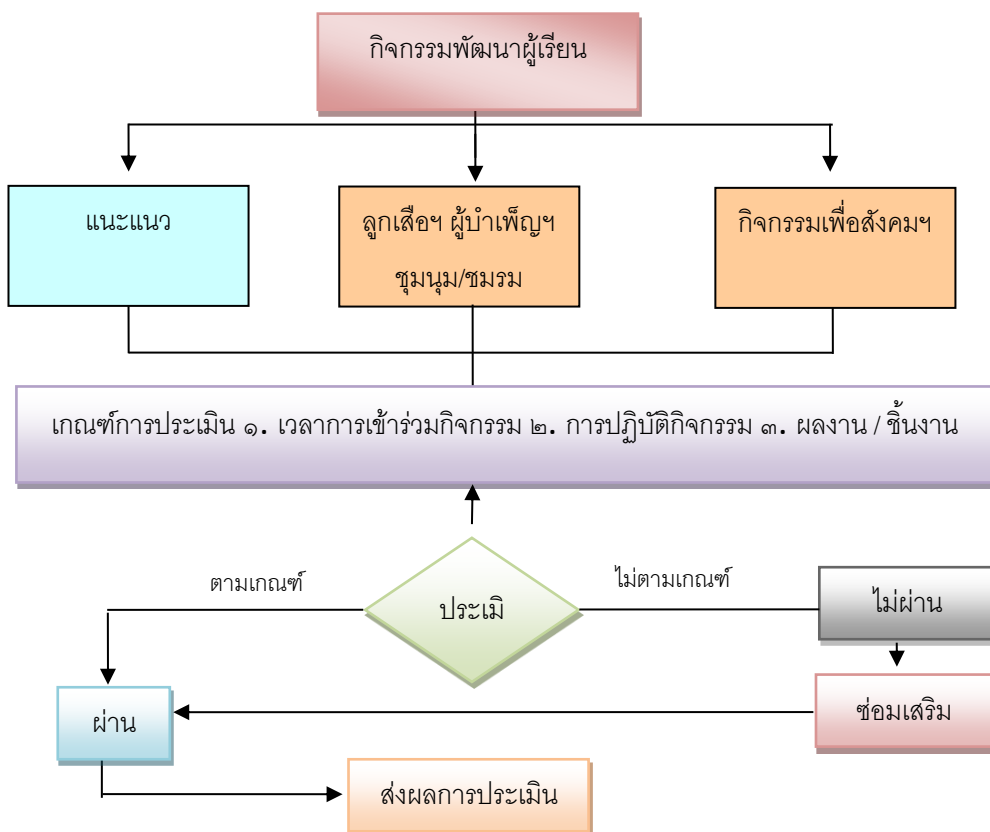 กิจกรรมพัฒนาผู้เรียน
แนะแนว
ลูกเสือฯ ผู้บำเพ็ญฯ
ชุมนุม/ชมรม
กิจกรรมเพื่อสังคมฯ
เกณฑ์การประเมิน ๑. เวลาการเข้าร่วมกิจกรรม ๒. การปฏิบัติกิจกรรม ๓. ผลงาน / ชิ้นงาน
ตามเกณฑ์
ไม่ตามเกณฑ์
ประเมิ
ไม่ผ่าน
ซ่อมเสริม
ผ่าน
ส่งผลการประเมิน